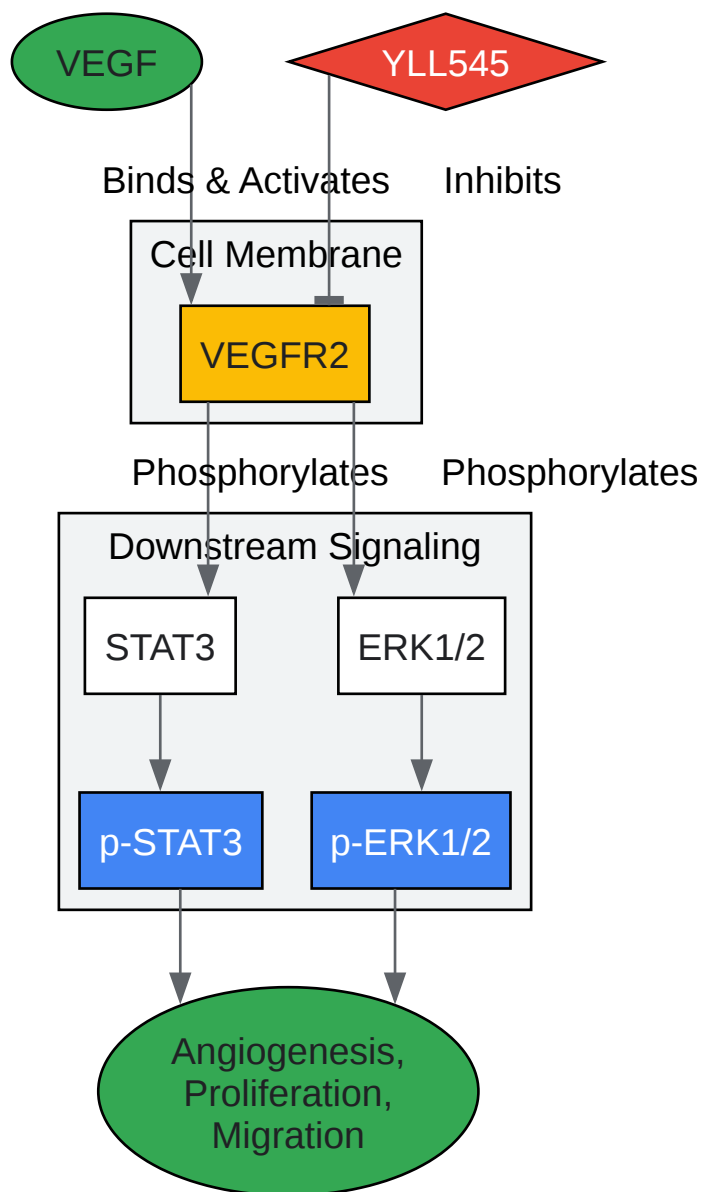 VEGF
YLL545
Binds & Activates
Inhibits
Cell Membrane
VEGFR2
Phosphorylates
Phosphorylates
Downstream Signaling
STAT3
ERK1/2
p-STAT3
p-ERK1/2
Angiogenesis,
Proliferation,
Migration